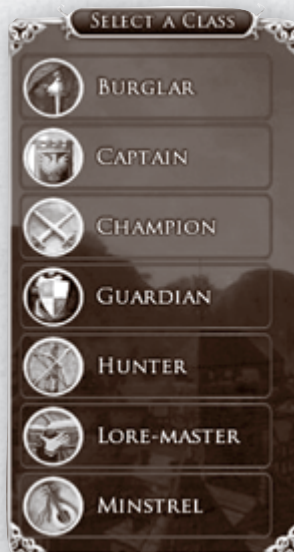 Select a Class
Burglar
Captain
Champion
Guardian
Hunter
Lore-master
Minstrel